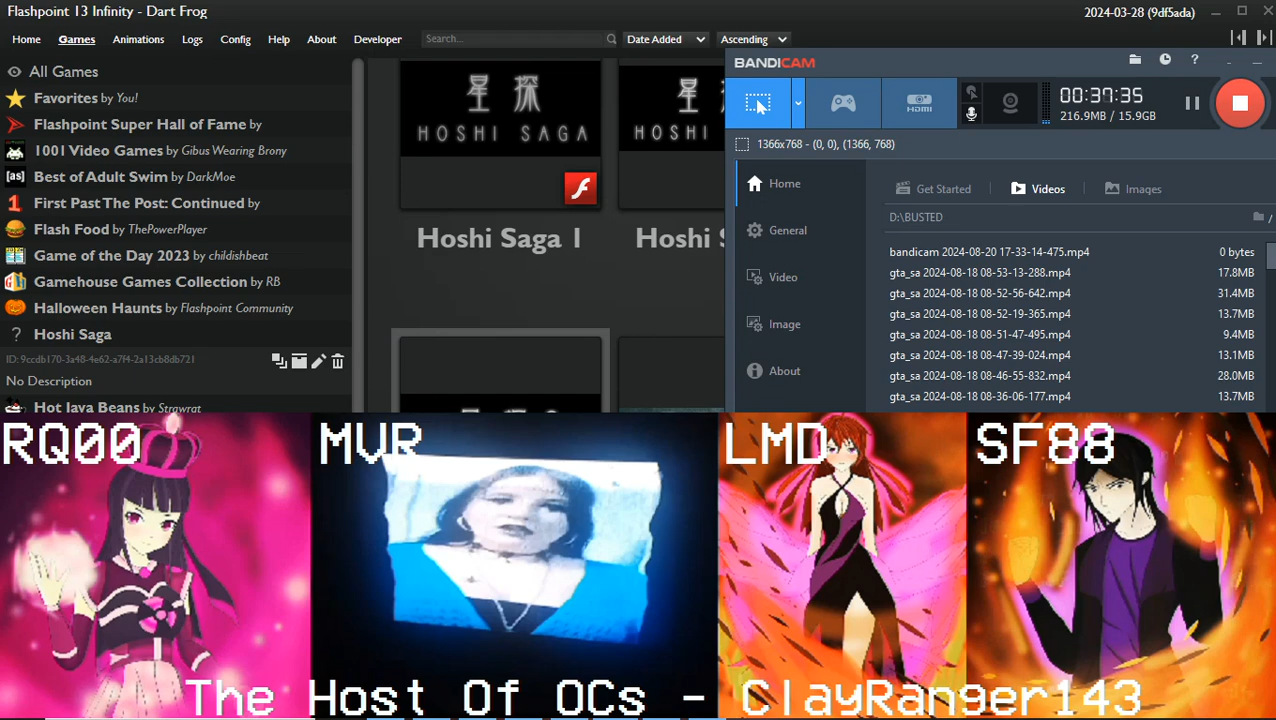 Flashpoint 13 Infinity - Dart Frog
2024-03-28 (9df5ada)
Home Games Animations Logs Config Help About Developer Search... Date Added Ascending
All Games
Favorites by You!
Flashpoint Super Hall of Fame by
1001 Video Games by Gibus Wearing Brony
[as] Best of Adult Swim by DarkMoe
1 First Past The Post: Continued by
Flash Food by ThePowerPlayer
Game of the Day 2023 by childishbeat
Gamehouse Games Collection by RB
Halloween Haunts by Flashpoint Community
? Hoshi Saga
ID: 9ccdb170-3a48-4e62-a7f4-2a13cb8db721
No Description
Hot Java Beans by Strawrat
星探
HOSHI SAGA
Hoshi Saga 1
星
HOSHI
Hoshi S
BANDICAM
HDMI
00:37:35
216.9MB / 15.9GB
1366x768 - (0, 0), (1366, 768)
Home
General
Video
Image
About
Get Started Videos Images
D:\BUSTED
bandicam 2024-08-20 17-33-14-475.mp4 0 bytes
gta_sa 2024-08-18 08-53-13-288.mp4 17.8MB
gta_sa 2024-08-18 08-52-56-642.mp4 31.4MB
gta_sa 2024-08-18 08-52-19-365.mp4 13.7MB
gta_sa 2024-08-18 08-51-47-495.mp4 9.4MB
gta_sa 2024-08-18 08-47-39-024.mp4 13.1MB
gta_sa 2024-08-18 08-46-55-832.mp4 28.0MB
gta_sa 2024-08-18 08-36-06-177.mp4 13.7MB
RQ00 MVR LMD SF88
The Host Of OCs - ClayRanger143